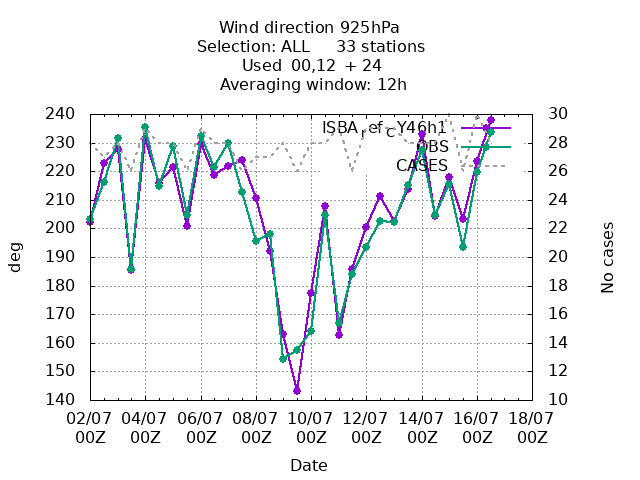 Wind direction 925hPa
Selection: ALL     33 stations
Used  00,12  + 24
Averaging window: 12h
240 30
ISBA_ref_Y46h1
230 OBS 28
220 CASES 26
210 24
200 22
deg 190 20 No cases
180 18
170 16
160 14
150 12
140 10
02/07 04/07 06/07 08/07 10/07 12/07 14/07 16/07 18/07
00Z 00Z 00Z 00Z 00Z 00Z 00Z 00Z 00Z
Date